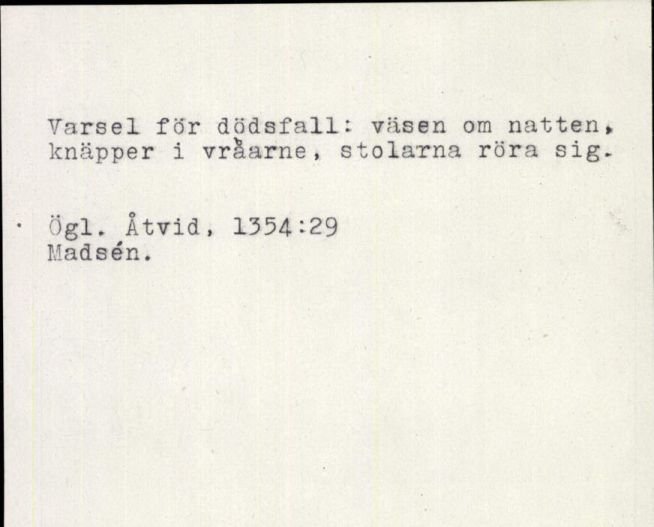 Varsel för dödsfall: väsen om natten,
knäpper i vråarne, stolarna röra sig.
Ögl. Åtvid, 1354:29
Madsén.